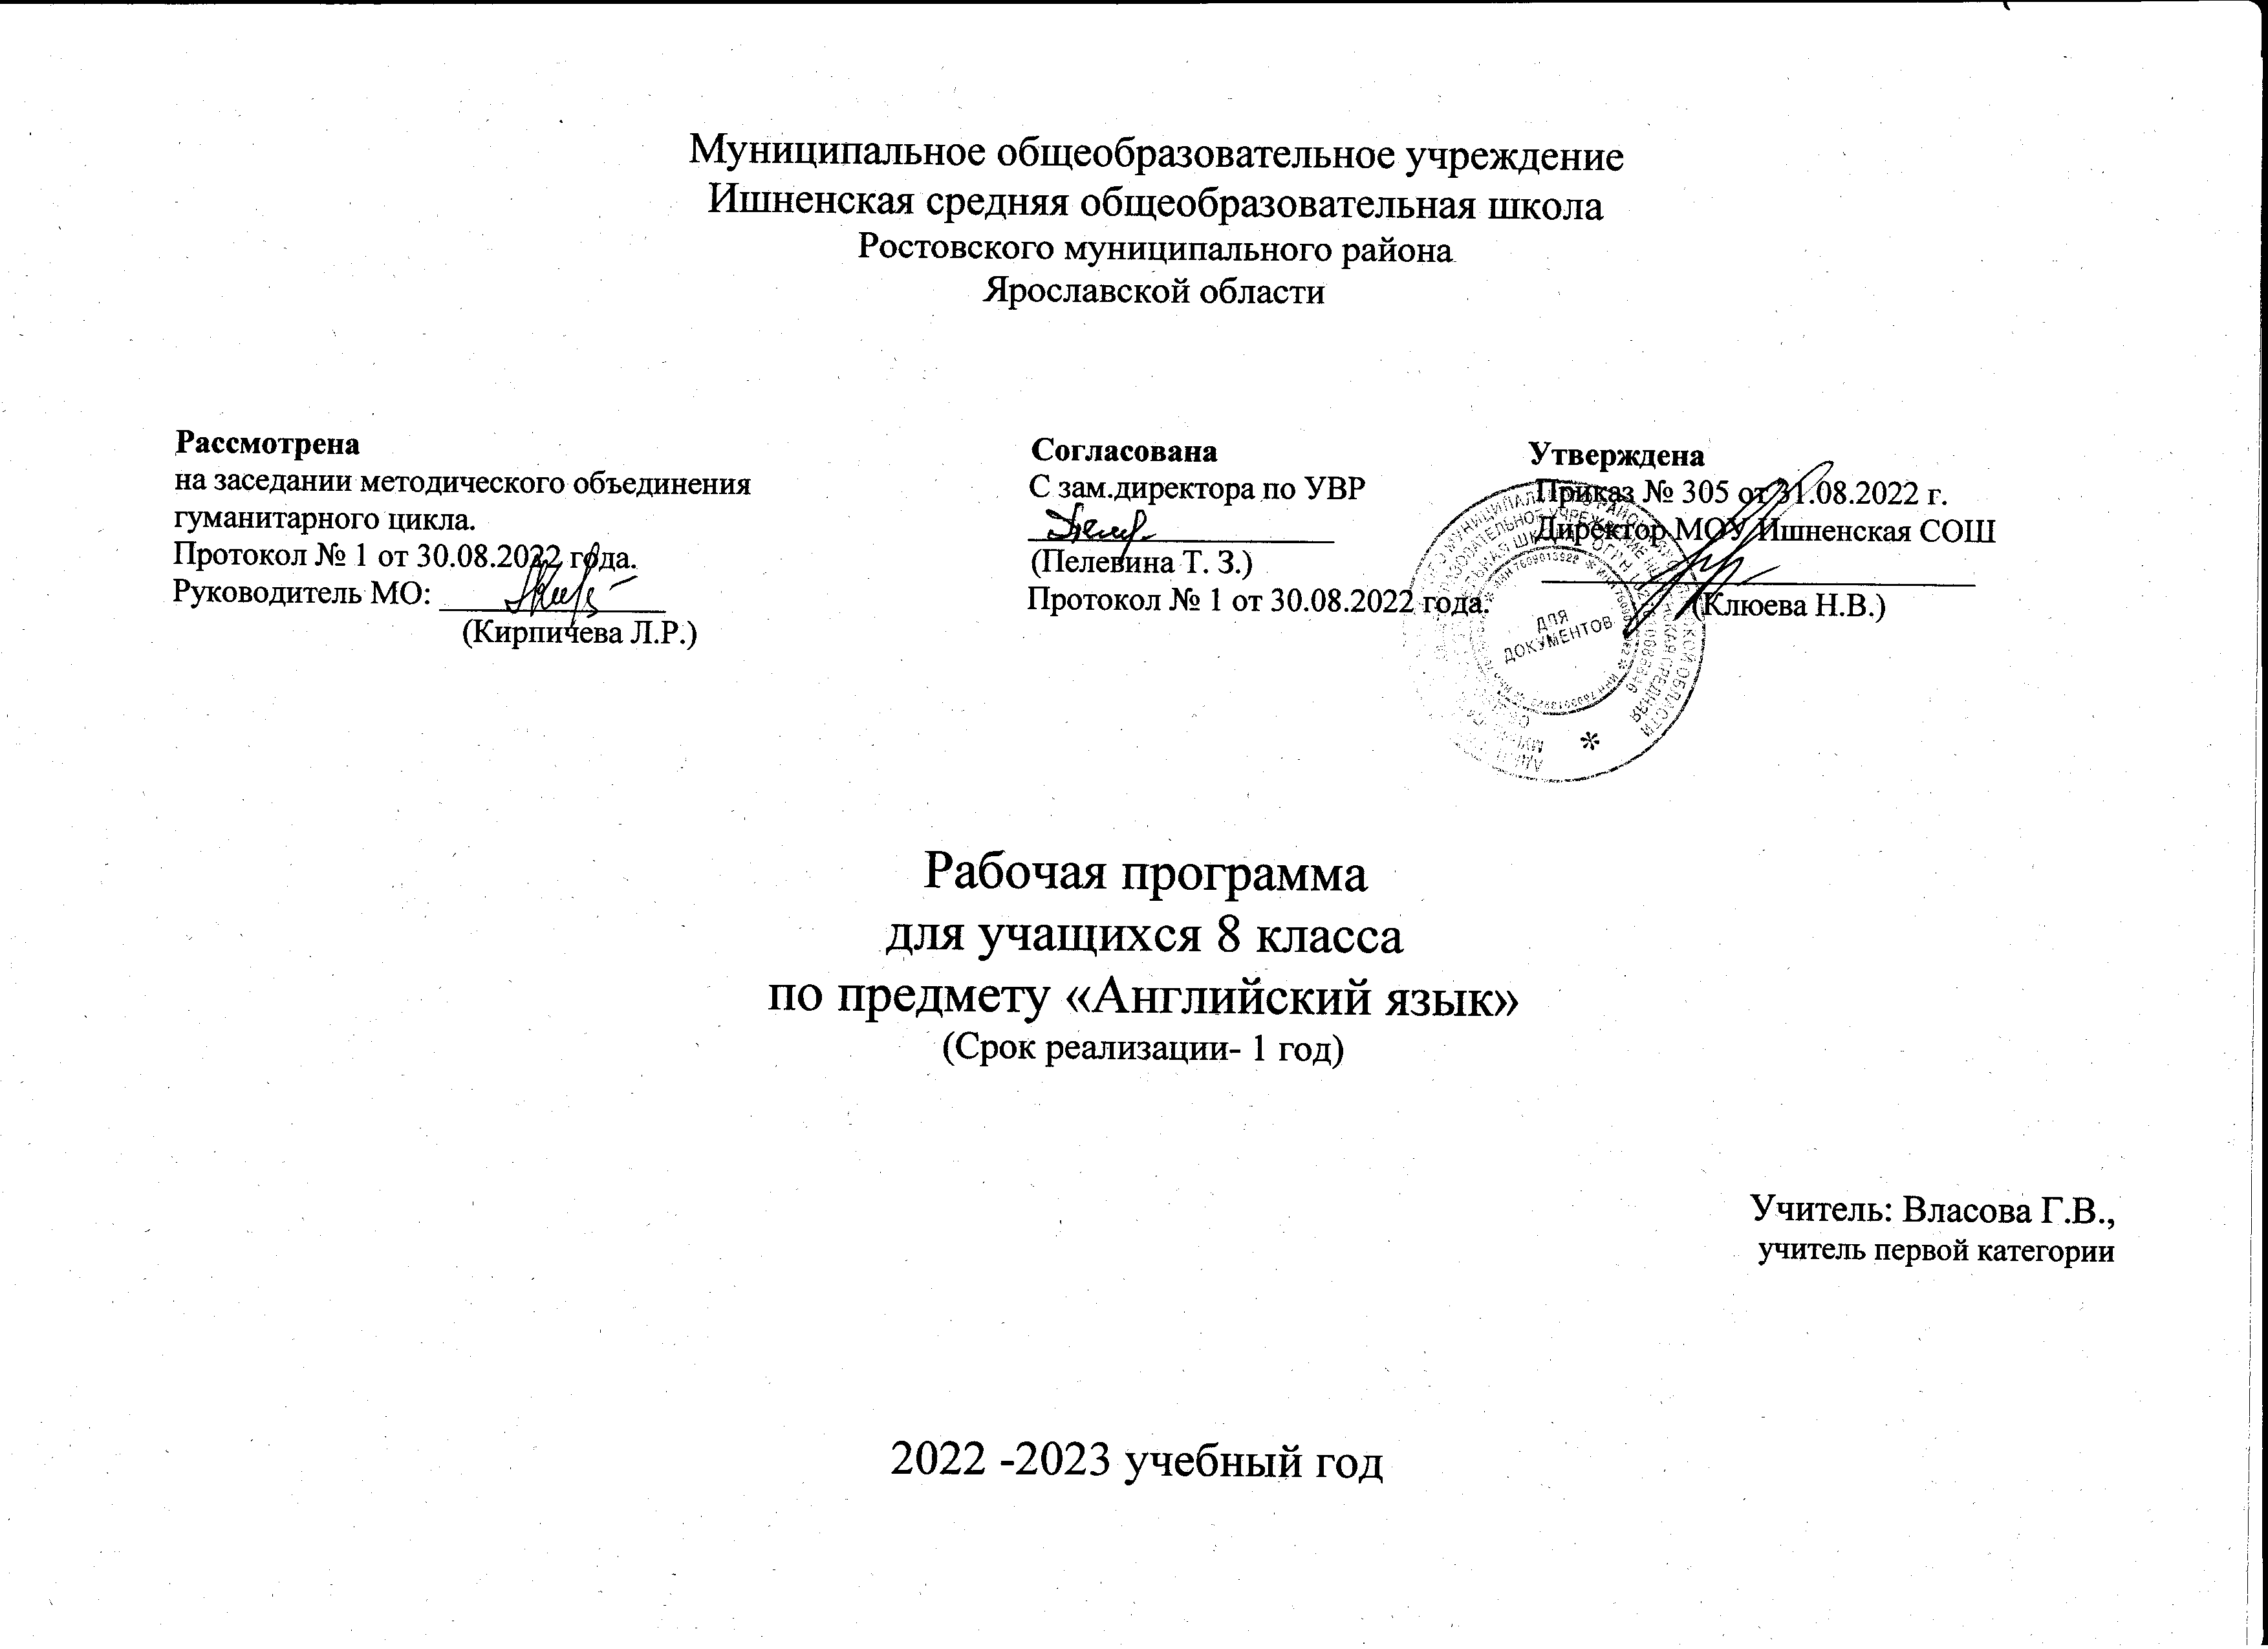 Муниципальное общеобразовательное учреждение
Ишненская средняя общеобразовательная школа
Ростовского муниципального района
Ярославской области
Рассмотрена
на заседании методического объединения
гуманитарного цикла.
Протокол № 1 от 30.08.2022 года.
Руководитель МО:
(Кирпичева Л.Р.)
Согласована
С зам.директора по УВР
(Пелевина Т. З.)
Протокол № 1 от 30.08.2022 года.
Утверждена
Приказ № 305 от 31.08.2022 г.
Директор МОУ Ишненская СОШ
(Клюева Н.В.)
ДЛЯ
ДОКУМЕНТОВ
Рабочая программа
для учащихся 8 класса
по предмету «Английский язык»
(Срок реализации- 1 год)
Учитель: Власова Г.В.,
учитель первой категории
2022 -2023 учебный год